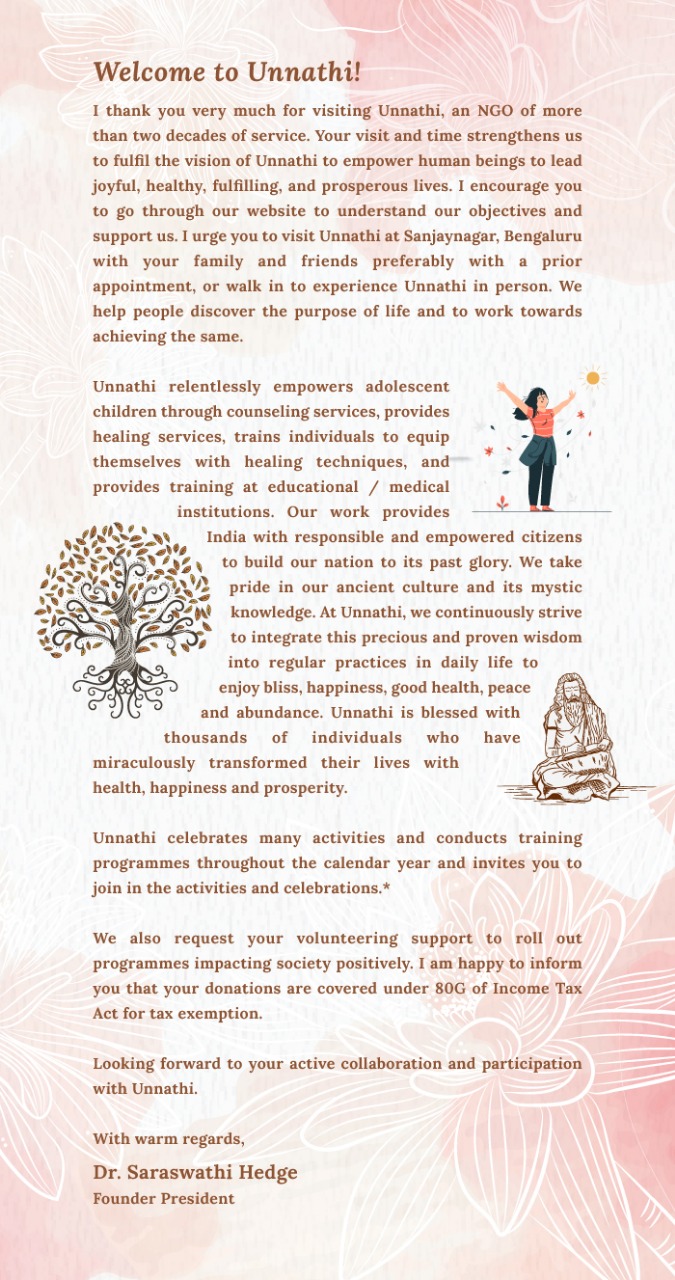 Welcome to Unnathi!
I thank you very much for visiting Unnathi, an NGO of more
than two decades of service. Your visit and time strengthens us
to fulfil the vision of Unnathi to empower human beings to lead
joyful, healthy, fulfilling, and prosperous lives. I encourage you
to go through our website to understand our objectives and
support us. I urge you to visit Unnathi at Sanjaynagar, Bengaluru
with your family and friends preferably with a prior
appointment, or walk in to experience Unnathi in person. We
help people discover the purpose of life and to work towards
achieving the same.
Unnathi relentlessly empowers adolescent
children through counseling services, provides
healing services, trains individuals to equip
themselves with healing techniques, and
provides training at educational / medical
institutions. Our work provides
India with responsible and empowered citizens
to build our nation to its past glory. We take
pride in our ancient culture and its mystic
knowledge. At Unnathi, we continuously strive
to integrate this precious and proven wisdom
into regular practices in daily life to
enjoy bliss, happiness, good health, peace
and abundance. Unnathi is blessed with
thousands of individuals who have
miraculously transformed their lives with
health, happiness and prosperity.
Unnathi celebrates many activities and conducts training
programmes throughout the calendar year and invites you to
join in the activities and celebrations.*
We also request your volunteering support to roll out
programmes impacting society positively. I am happy to inform
you that your donations are covered under 80G of Income Tax
Act for tax exemption.
Looking forward to your active collaboration and participation
with Unnathi.
With warm regards,
Dr. Saraswathi Hedge
Founder President